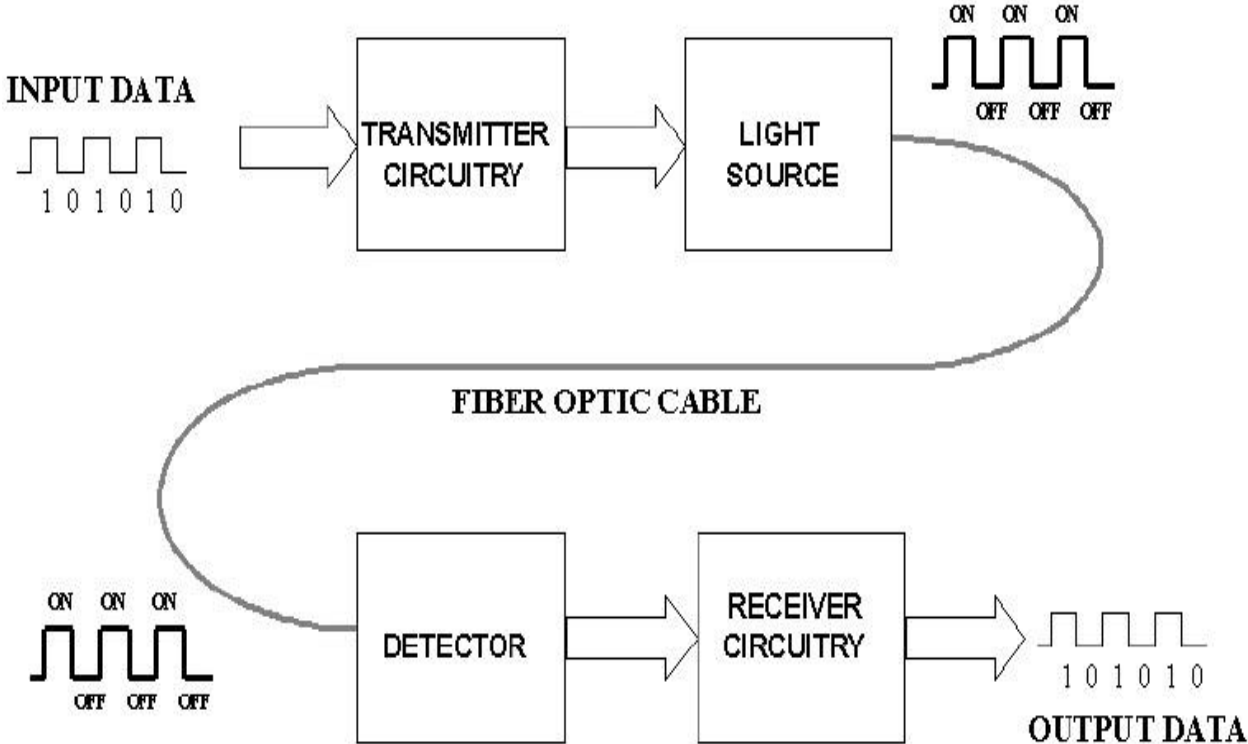 ON ON ON
OFF OFF OFF
INPUT DATA
1 0 1 0 1 0
TRANSMITTER
CIRCUITRY
LIGHT
SOURCE
FIBER OPTIC CABLE
ON ON ON
OFF OFF OFF
DETECTOR
RECEIVER
CIRCUITRY
1 0 1 0 1 0
OUTPUT DATA